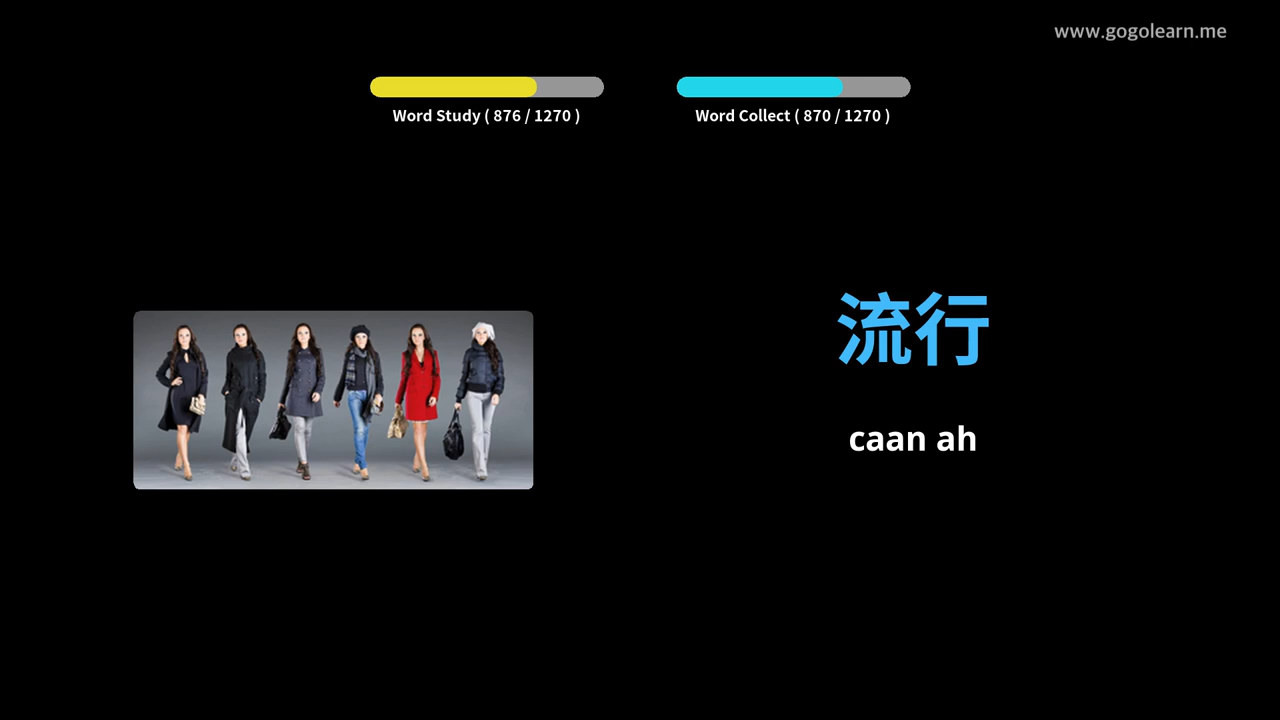 www.gogolearn.me
Word Study ( 876 / 1270 )
Word Collect ( 870 / 1270 )
流行
caan ah